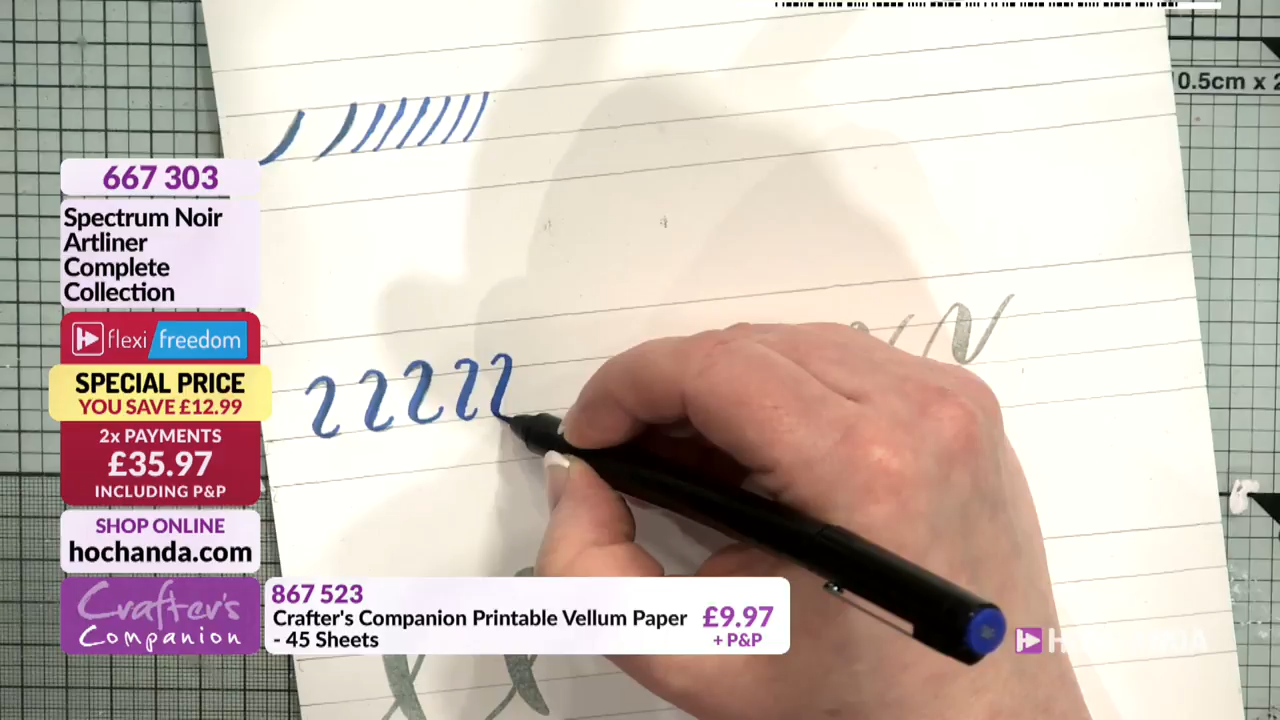 0.5cm x 2
667 303
Spectrum Noir
Artliner
Complete
Collection
flexi freedom
SPECIAL PRICE
YOU SAVE £12.99
2x PAYMENTS
£35.97
INCLUDING P&P
SHOP ONLINE
hochanda.com
Crafter's
Companion
867 523
Crafter's Companion Printable Vellum Paper
- 45 Sheets
£9.97
+ P&P